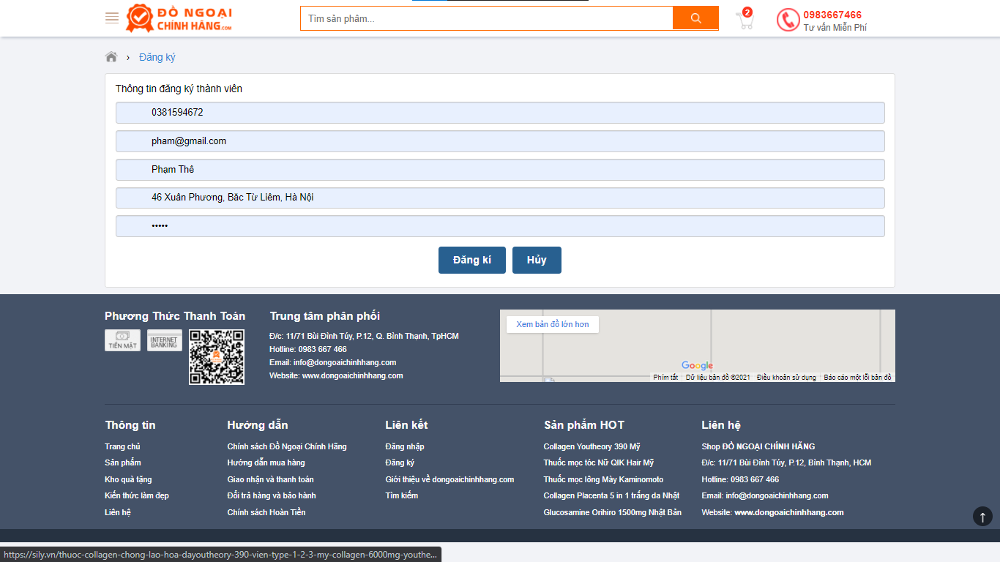 ĐỒ NGOẠI
CHÍNH HÃNG.COM
Tìm sản phẩm...
2
0983667466
Tư vấn Miễn Phí
› Đăng ký
Thông tin đăng ký thành viên
0381594672
pham@gmail.com
Phạm Thê
46 Xuân Phương, Băc Từ Liêm, Hà Nội
•••••
Đăng kí
Hủy
Phương Thức Thanh Toán
TIỀN MẶT
INTERNET
BANKING
Trung tâm phân phối
Đ/c: 11/71 Bùi Đình Túy, P.12, Q. Bình Thạnh, TpHCM
Hotline: 0983 667 466
Email: info@dongoaichinhhang.com
Website: www.dongoaichinhhang.com
Xem bản đồ lớn hơn
Google
Phím tắt
Dữ liệu bản đồ ©2021
Điều khoản sử dụng
Báo cáo một lỗi bản đồ
Thông tin
Trang chủ
Sản phẩm
Kho quà tặng
Kiến thức làm đẹp
Liên hệ
Hướng dẫn
Chính sách Đồ Ngoại Chính Hãng
Hướng dẫn mua hàng
Giao nhận và thanh toán
Đổi trả hàng và bảo hành
Chính sách Hoàn Tiền
Liên kết
Đăng nhập
Đăng ký
Giới thiệu về dongoaichinhhang.com
Tìm kiếm
Sản phẩm HOT
Collagen Youtheory 390 Mỹ
Thuốc mọc tóc Nữ QIK Hair Mỹ
Thuốc mọc lông Mày Kaminomoto
Collagen Placenta 5 in 1 trắng da Nhật
Glucosamine Orihiro 1500mg Nhật Bản
Liên hệ
Shop ĐỒ NGOẠI CHÍNH HÃNG
Đ/c: 11/71 Bùi Đình Túy, P.12, Bình Thạnh, HCM
Hotline: 0983 667 466
Email: info@dongoaichinhhang.com
Website: www.dongoaichinhhang.com
https://sily.vn/thuoc-collagen-chong-lao-hoa-dayoutheory-390-vien-type-1-2-3-my-collagen-6000mg-youthe...